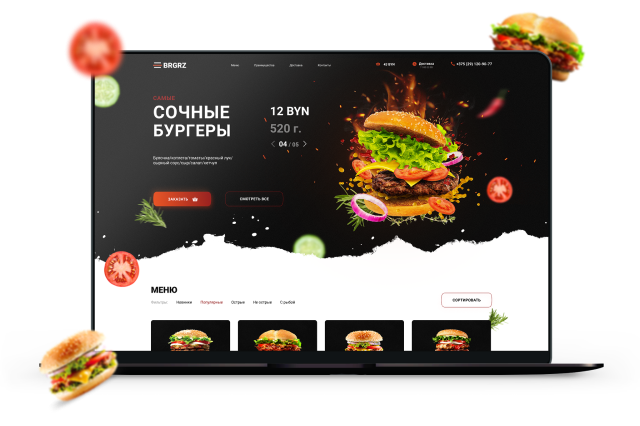 BRGRZ
Меню
Преимущества
Доставка
Контакты
42 BYN
Доставка
+375 (29) 120-90-77
САМЫЕ
СОЧНЫЕ
БУРГЕРЫ
12 BYN
520 г.
04 / 05
Булочка/котлета/томаты/красный лук/
сырный соус/сыр/салат/кетчуп
ЗАКАЗАТЬ
СМОТРЕТЬ ВСЕ
МЕНЮ
Фильтры:
Новинки
Популярные
Острые
Не острые
С рыбой
СОРТИРОВАТЬ